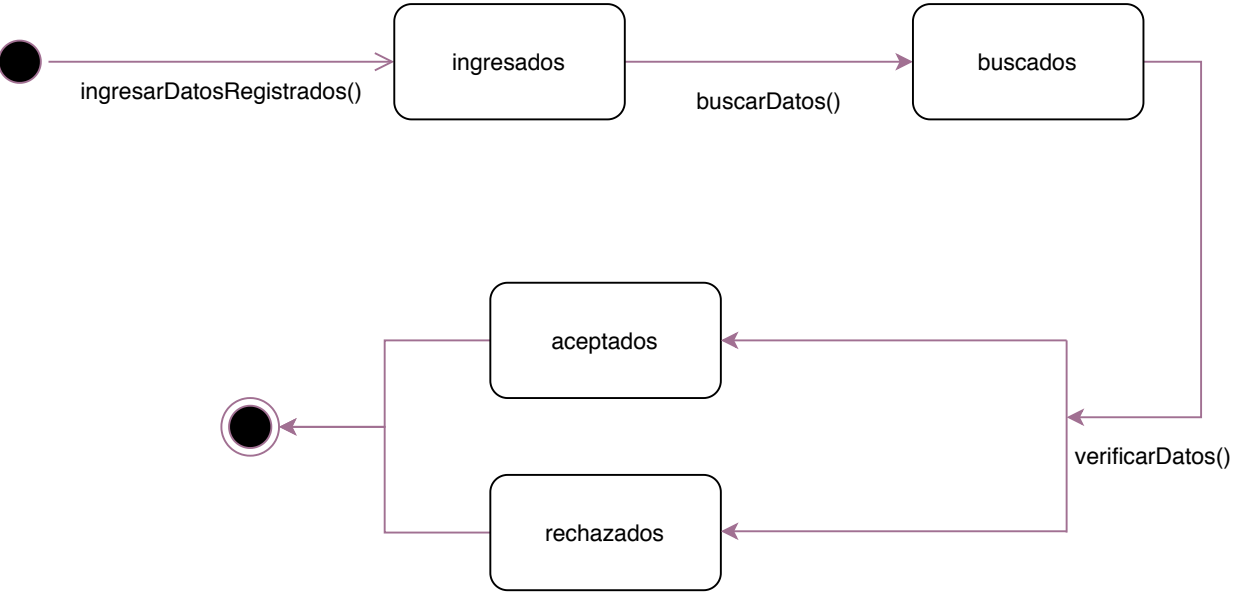 ingresados
buscados
ingresarDatosRegistrados()
buscarDatos()
aceptados
verificarDatos()
rechazados